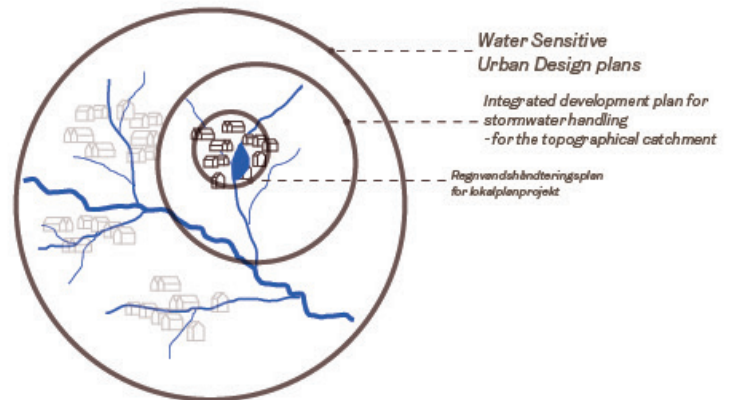 Water Sensitive
Urban Design plans
Integrated development plan for
stormwater handling
-for the topographical catchment
Regnvandshåndteringsplan
for lokalplanprojekt